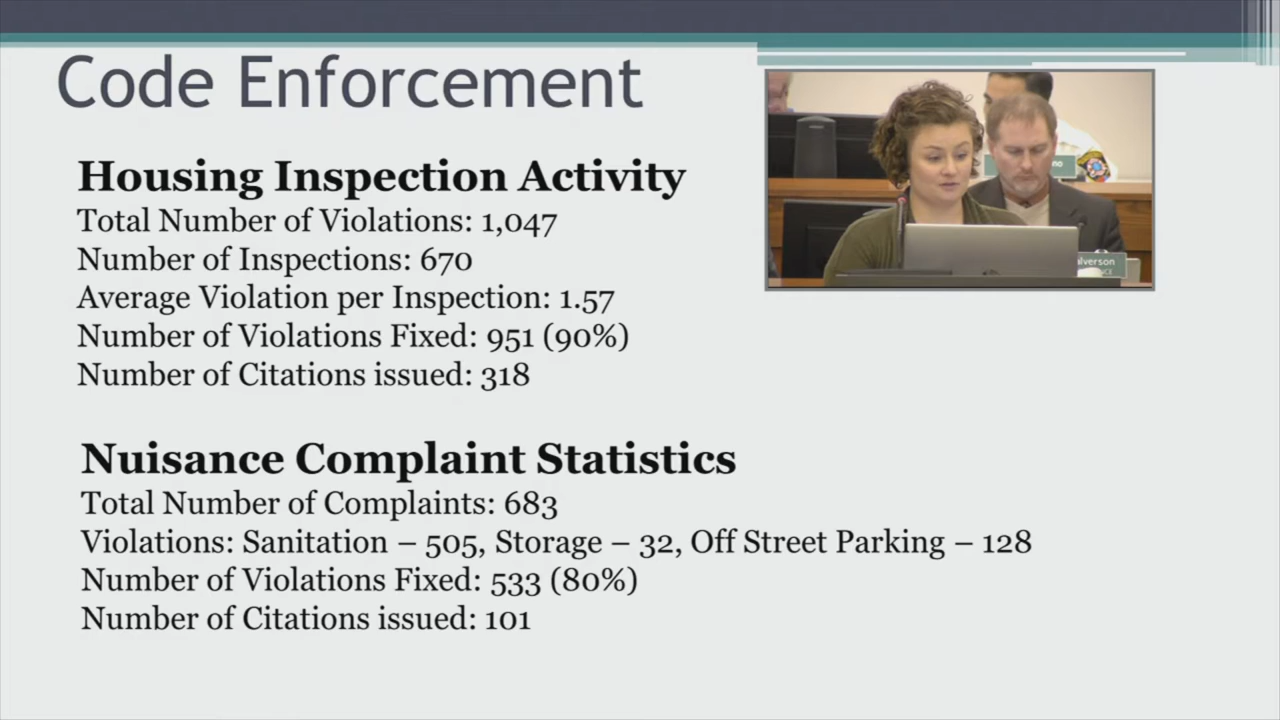 Code Enforcement
Housing Inspection Activity
Total Number of Violations: 1,047
Number of Inspections: 670
Average Violation per Inspection: 1.57
Number of Violations Fixed: 951 (90%)
Number of Citations issued: 318
Nuisance Complaint Statistics
Total Number of Complaints: 683
Violations: Sanitation – 505, Storage – 32, Off Street Parking – 128
Number of Violations Fixed: 533 (80%)
Number of Citations issued: 101